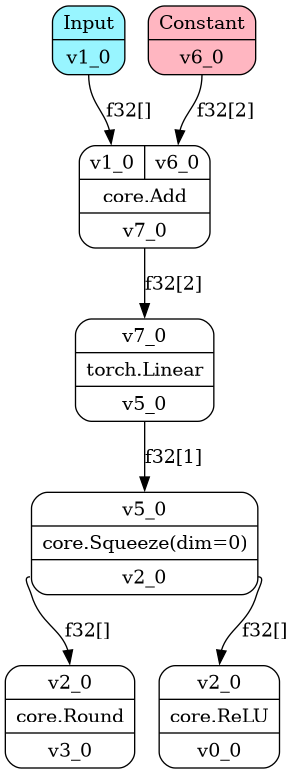 Input
v1_0
Constant
v6_0
f32[]
f32[2]
v1_0
v6_0
core.Add
v7_0
f32[2]
v7_0
torch.Linear
v5_0
f32[1]
v5_0
core.Squeeze(dim=0)
v2_0
f32[]
f32[]
v2_0
core.Round
v3_0
v2_0
core.ReLU
v0_0